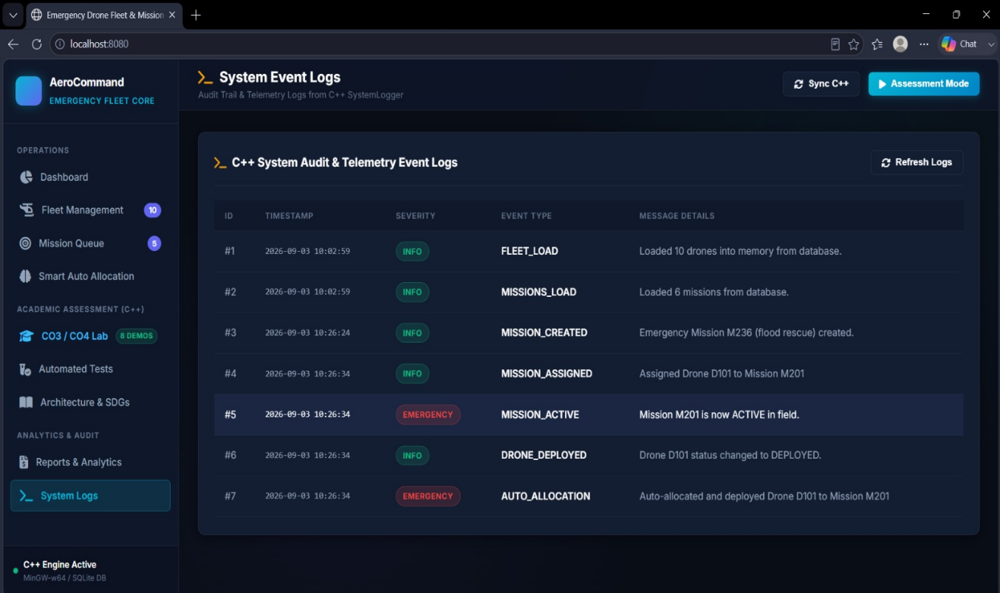 Emergency Drone Fleet & Mission
localhost:8080
Chat
AeroCommand
EMERGENCY FLEET CORE
OPERATIONS
Dashboard
Fleet Management 10
Mission Queue 5
Smart Auto Allocation
ACADEMIC ASSESSMENT (C++)
CO3 / CO4 Lab 8 DEMOS
Automated Tests
Architecture & SDGs
ANALYTICS & AUDIT
Reports & Analytics
System Logs
C++ Engine Active
MinGW-w64 / SQLite DB
System Event Logs
Audit Trail & Telemetry Logs from C++ SystemLogger
Sync C++
Assessment Mode
C++ System Audit & Telemetry Event Logs
Refresh Logs
ID TIMESTAMP SEVERITY EVENT TYPE MESSAGE DETAILS
#1 2026-09-03 10:02:59 INFO FLEET_LOAD Loaded 10 drones into memory from database.
#2 2026-09-03 10:02:59 INFO MISSIONS_LOAD Loaded 6 missions from database.
#3 2026-09-03 10:26:24 INFO MISSION_CREATED Emergency Mission M236 (flood rescue) created.
#4 2026-09-03 10:26:34 INFO MISSION_ASSIGNED Assigned Drone D101 to Mission M201
#5 2026-09-03 10:26:34 EMERGENCY MISSION_ACTIVE Mission M201 is now ACTIVE in field.
#6 2026-09-03 10:26:34 INFO DRONE_DEPLOYED Drone D101 status changed to DEPLOYED.
#7 2026-09-03 10:26:34 EMERGENCY AUTO_ALLOCATION Auto-allocated and deployed Drone D101 to Mission M201